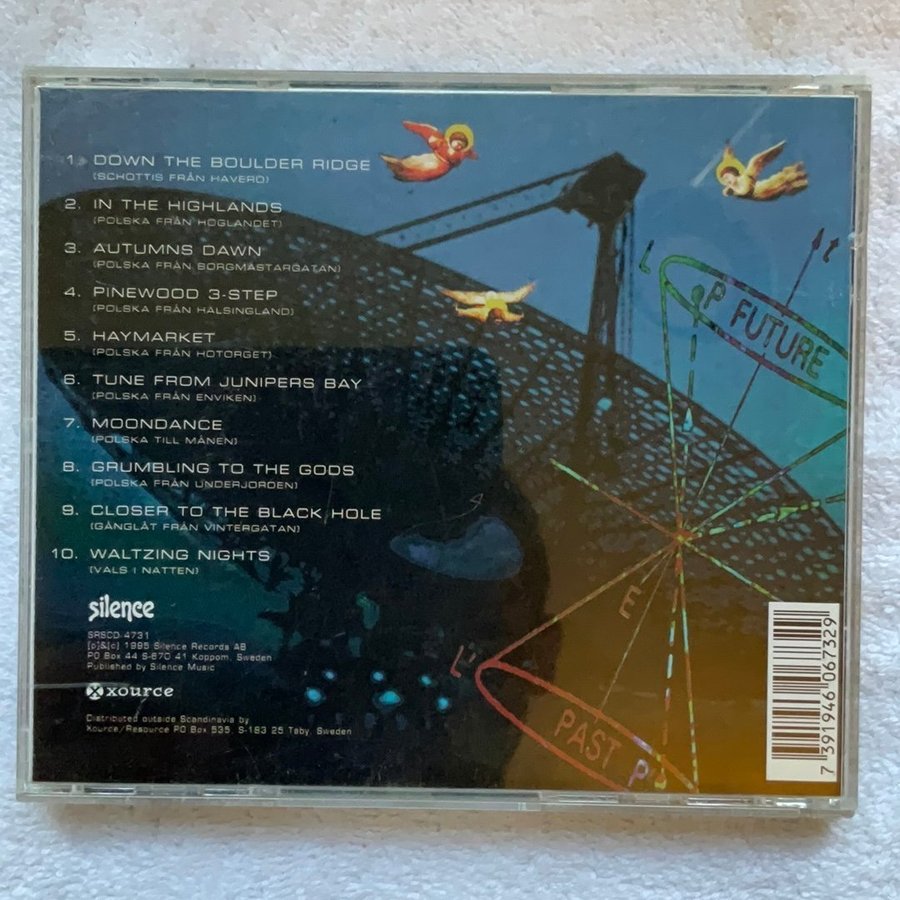 1. DOWN THE BOULDER RIDGE
(SCHOTTIS FRÅN HAVERÖ)
2. IN THE HIGHLANDS
(POLSKA FRÅN HÖGLANDET)
3. AUTUMNS DAWN
(POLSKA FRÅN BORGMÄSTARGATAN)
4. PINEWOOD 3-STEP
(POLSKA FRÅN HÄLSINGLAND)
5. HAYMARKET
(POLSKA FRÅN HÖTORGET)
6. TUNE FROM JUNIPERS BAY
(POLSKA FRÅN ENVIKEN)
7. MOONDANCE
(POLSKA TILL MÅNEN)
8. GRUMBLING TO THE GODS
(POLSKA FRÅN UNDERJORDEN)
9. CLOSER TO THE BLACK HOLE
(GÅNGLÅT FRÅN VINTERGATAN)
10. WALTZING NIGHTS
(VALS I NATTEN)
silence
SRSCD 4731
[p]&[c] 1995 Silence Records AB
PO Box 44 S-670 41 Koppom, Sweden
Published by Silence Music
xource
Distributed outside Scandinavia by
Xource/Resource PO Box 535, S-183 25 Täby, Sweden
t
L
P FUTURE
E
L'
PAST P'
7 391946 067329